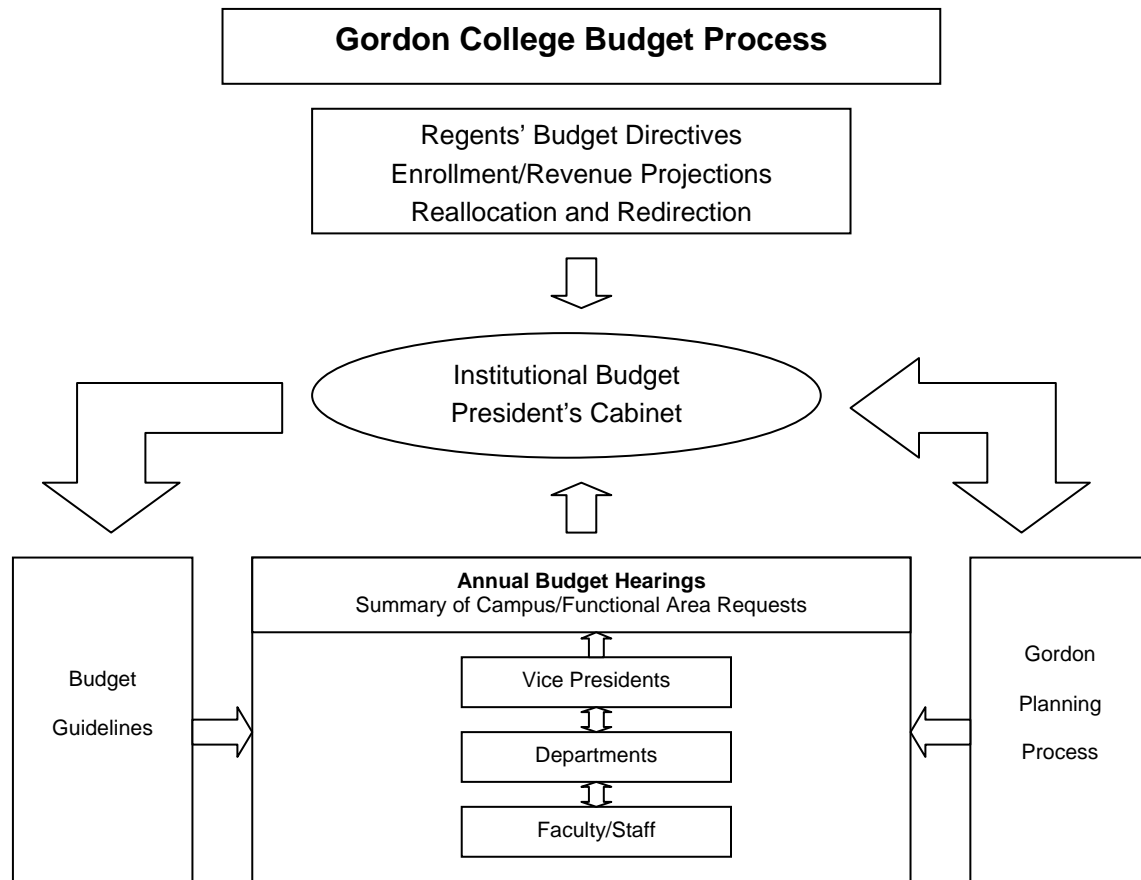 Gordon College Budget Process
Regents’ Budget Directives
Enrollment/Revenue Projections
Reallocation and Redirection
Institutional Budget
President’s Cabinet
Annual Budget Hearings
Summary of Campus/Functional Area Requests
Budget
Guidelines
Vice Presidents
Departments
Faculty/Staff
Gordon
Planning
Process